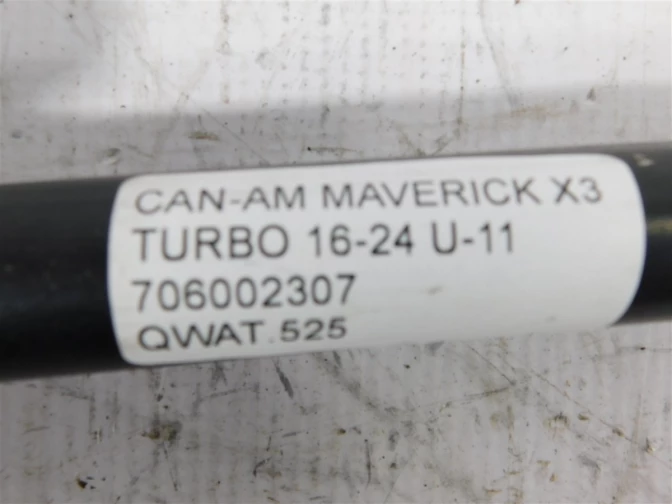 CAN-AM MAVERICK X3
TURBO 16-24 U-11
706002307
QWAT.525